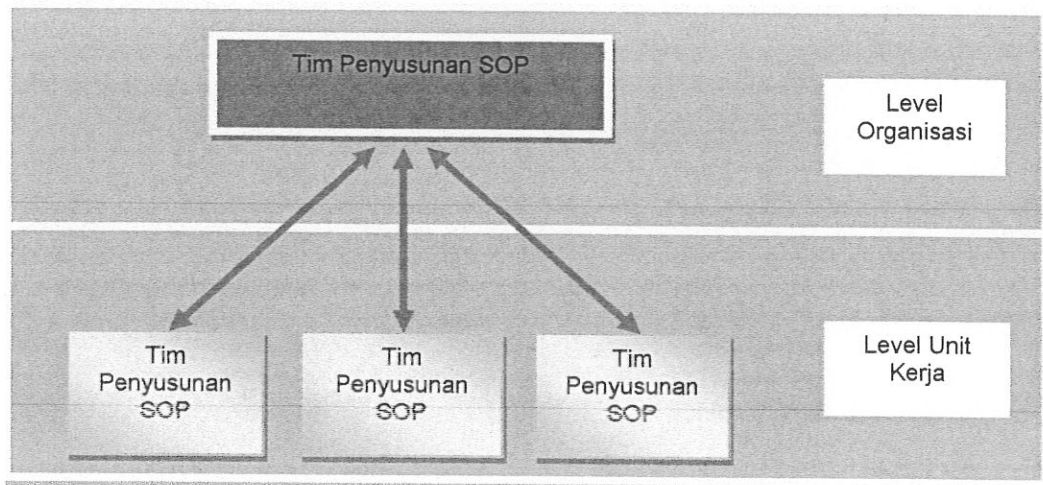 Tim Penyusunan SOP
Level
Organisasi
Tim
Penyusunan
SOP
Tim
Penyusunan
SOP
Tim
Penyusunan
SOP
Level Unit
Kerja